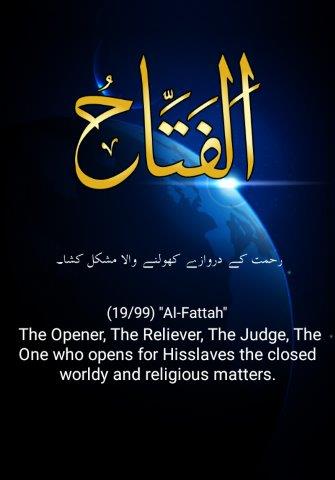 الفَتَّاحُ
رحمت کے دروازے کھولنے والا مشکل کشا۔
(19/99) "Al-Fattah"
The Opener, The Reliever, The Judge, The
One who opens for Hisslaves the closed
worldy and religious matters.